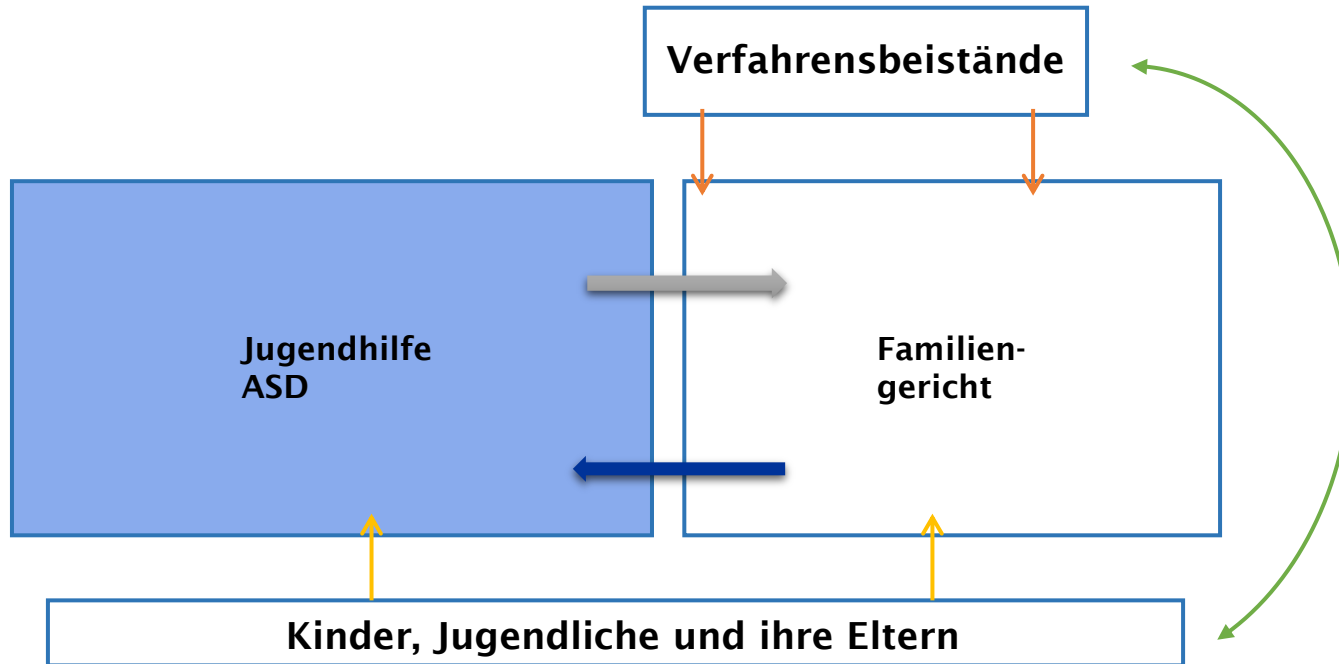 Verfahrensbeistände
Jugendhilfe
ASD
Familien-
gericht
Kinder, Jugendliche und ihre Eltern